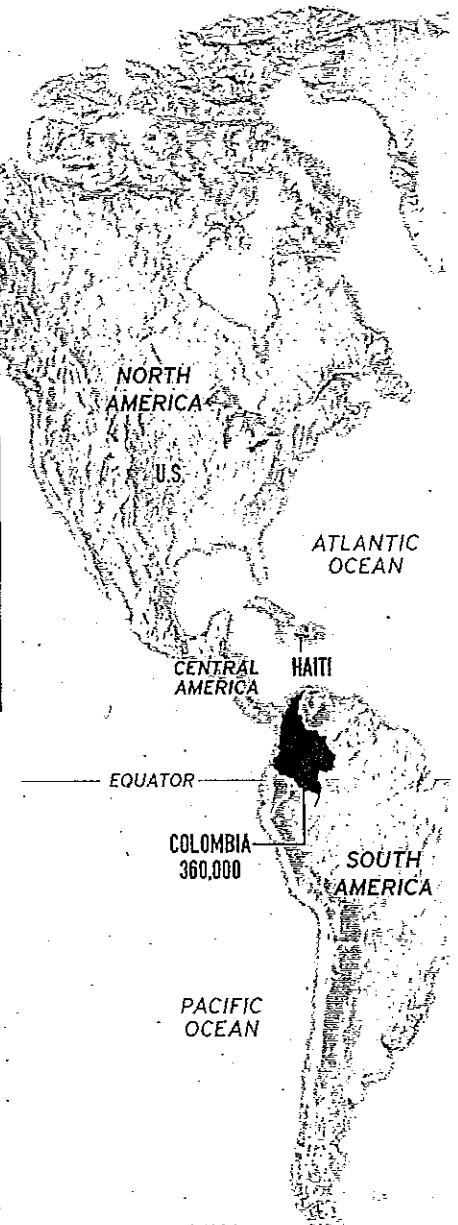 NORTH
AMERICA
U.S.
ATLANTIC
OCEAN
CENTRAL
AMERICA
HAITI
EQUATOR
COLOMBIA
360,000
SOUTH
AMERICA
PACIFIC
OCEAN